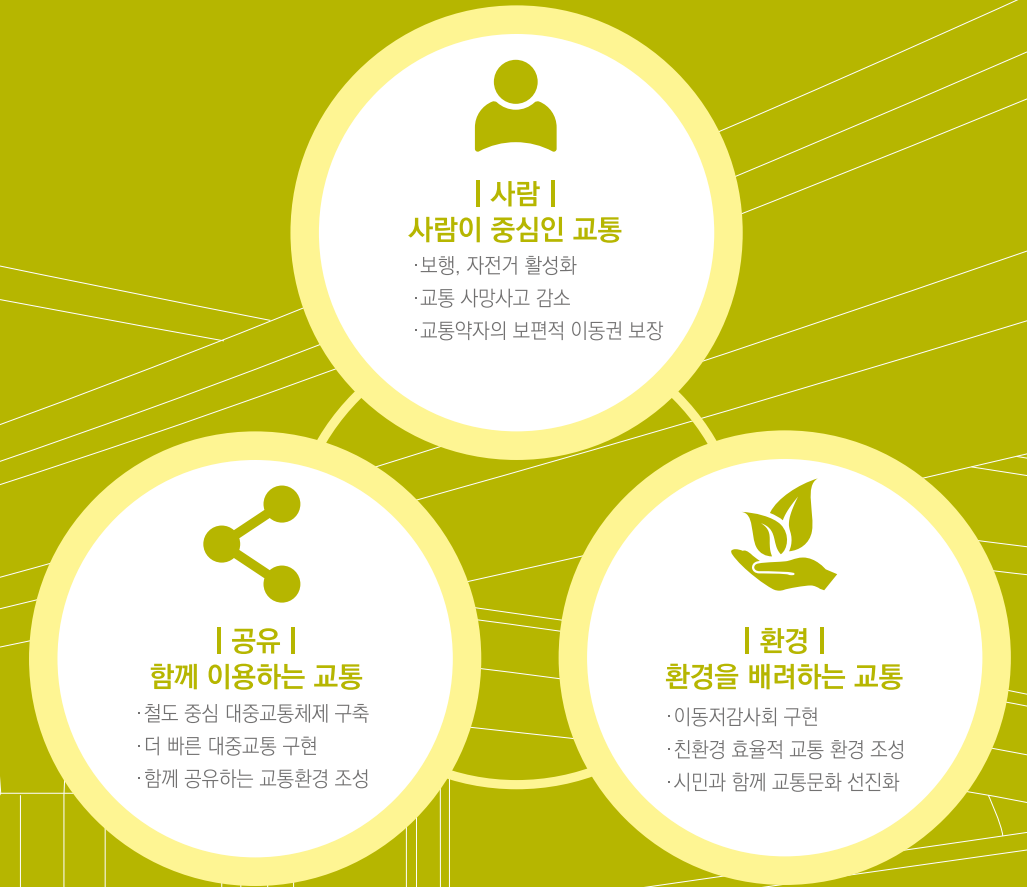 | 사람 |
사람이 중심인 교통
·보행, 자전거 활성화
·교통 사망사고 감소
·교통약자의 보편적 이동권 보장
| 공유 |
함께 이용하는 교통
·철도 중심 대중교통체제 구축
·더 빠른 대중교통 구현
·함께 공유하는 교통환경 조성
| 환경 |
환경을 배려하는 교통
·이동저감사회 구현
·친환경 효율적 교통 환경 조성
·시민과 함께 교통문화 선진화